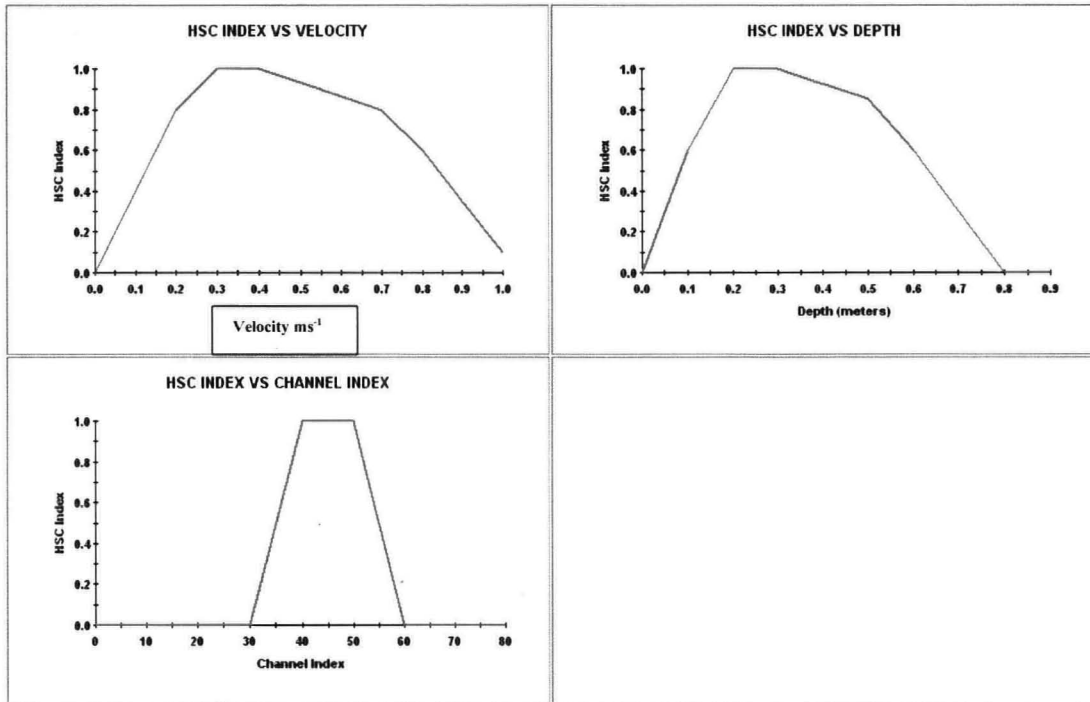 HSC INDEX VS VELOCITY
HSC Index
1.0
0.8
0.6
0.4
0.2
0.0
0.0 0.1 0.2 0.3 0.4 0.5 0.6 0.7 0.8 0.9 1.0
Velocity ms⁻¹
HSC INDEX VS DEPTH
HSC Index
1.0
0.8
0.6
0.4
0.2
0.0
0.0 0.1 0.2 0.3 0.4 0.5 0.6 0.7 0.8 0.9
Depth (meters)
HSC INDEX VS CHANNEL INDEX
HSC Index
1.0
0.8
0.6
0.4
0.2
0.0
0 10 20 30 40 50 60 70 80
Channel Index